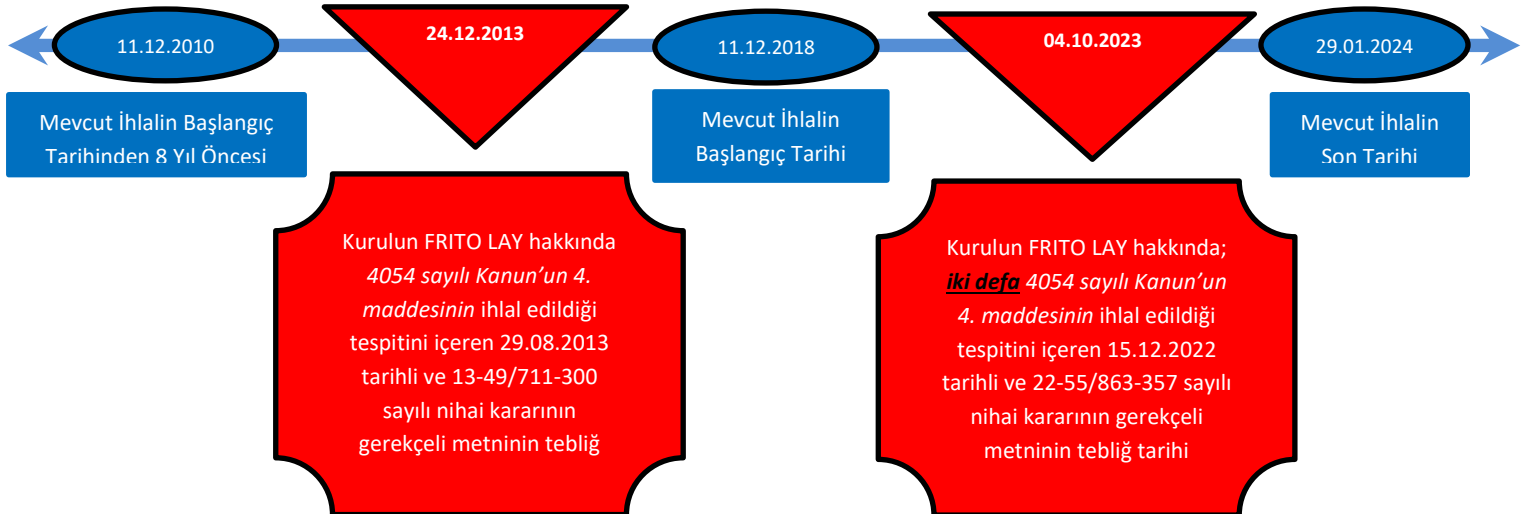 11.12.2010
24.12.2013
11.12.2018
04.10.2023
29.01.2024
Mevcut İhlalin Başlangıç
Tarihinden 8 Yıl Öncesi
Mevcut İhlalin
Başlangıç Tarihi
Mevcut İhlalin
Son Tarihi
Kurulun FRITO LAY hakkında
4054 sayılı Kanun’un 4.
maddesinin ihlal edildiği
tespitini içeren 29.08.2013
tarihli ve 13-49/711-300
sayılı nihai kararının
gerekçeli metninin tebliğ
Kurulun FRITO LAY hakkında;
iki defa 4054 sayılı Kanun’un
4. maddesinin ihlal edildiği
tespitini içeren 15.12.2022
tarihli ve 22-55/863-357 sayılı
nihai kararının gerekçeli
metninin tebliğ tarihi